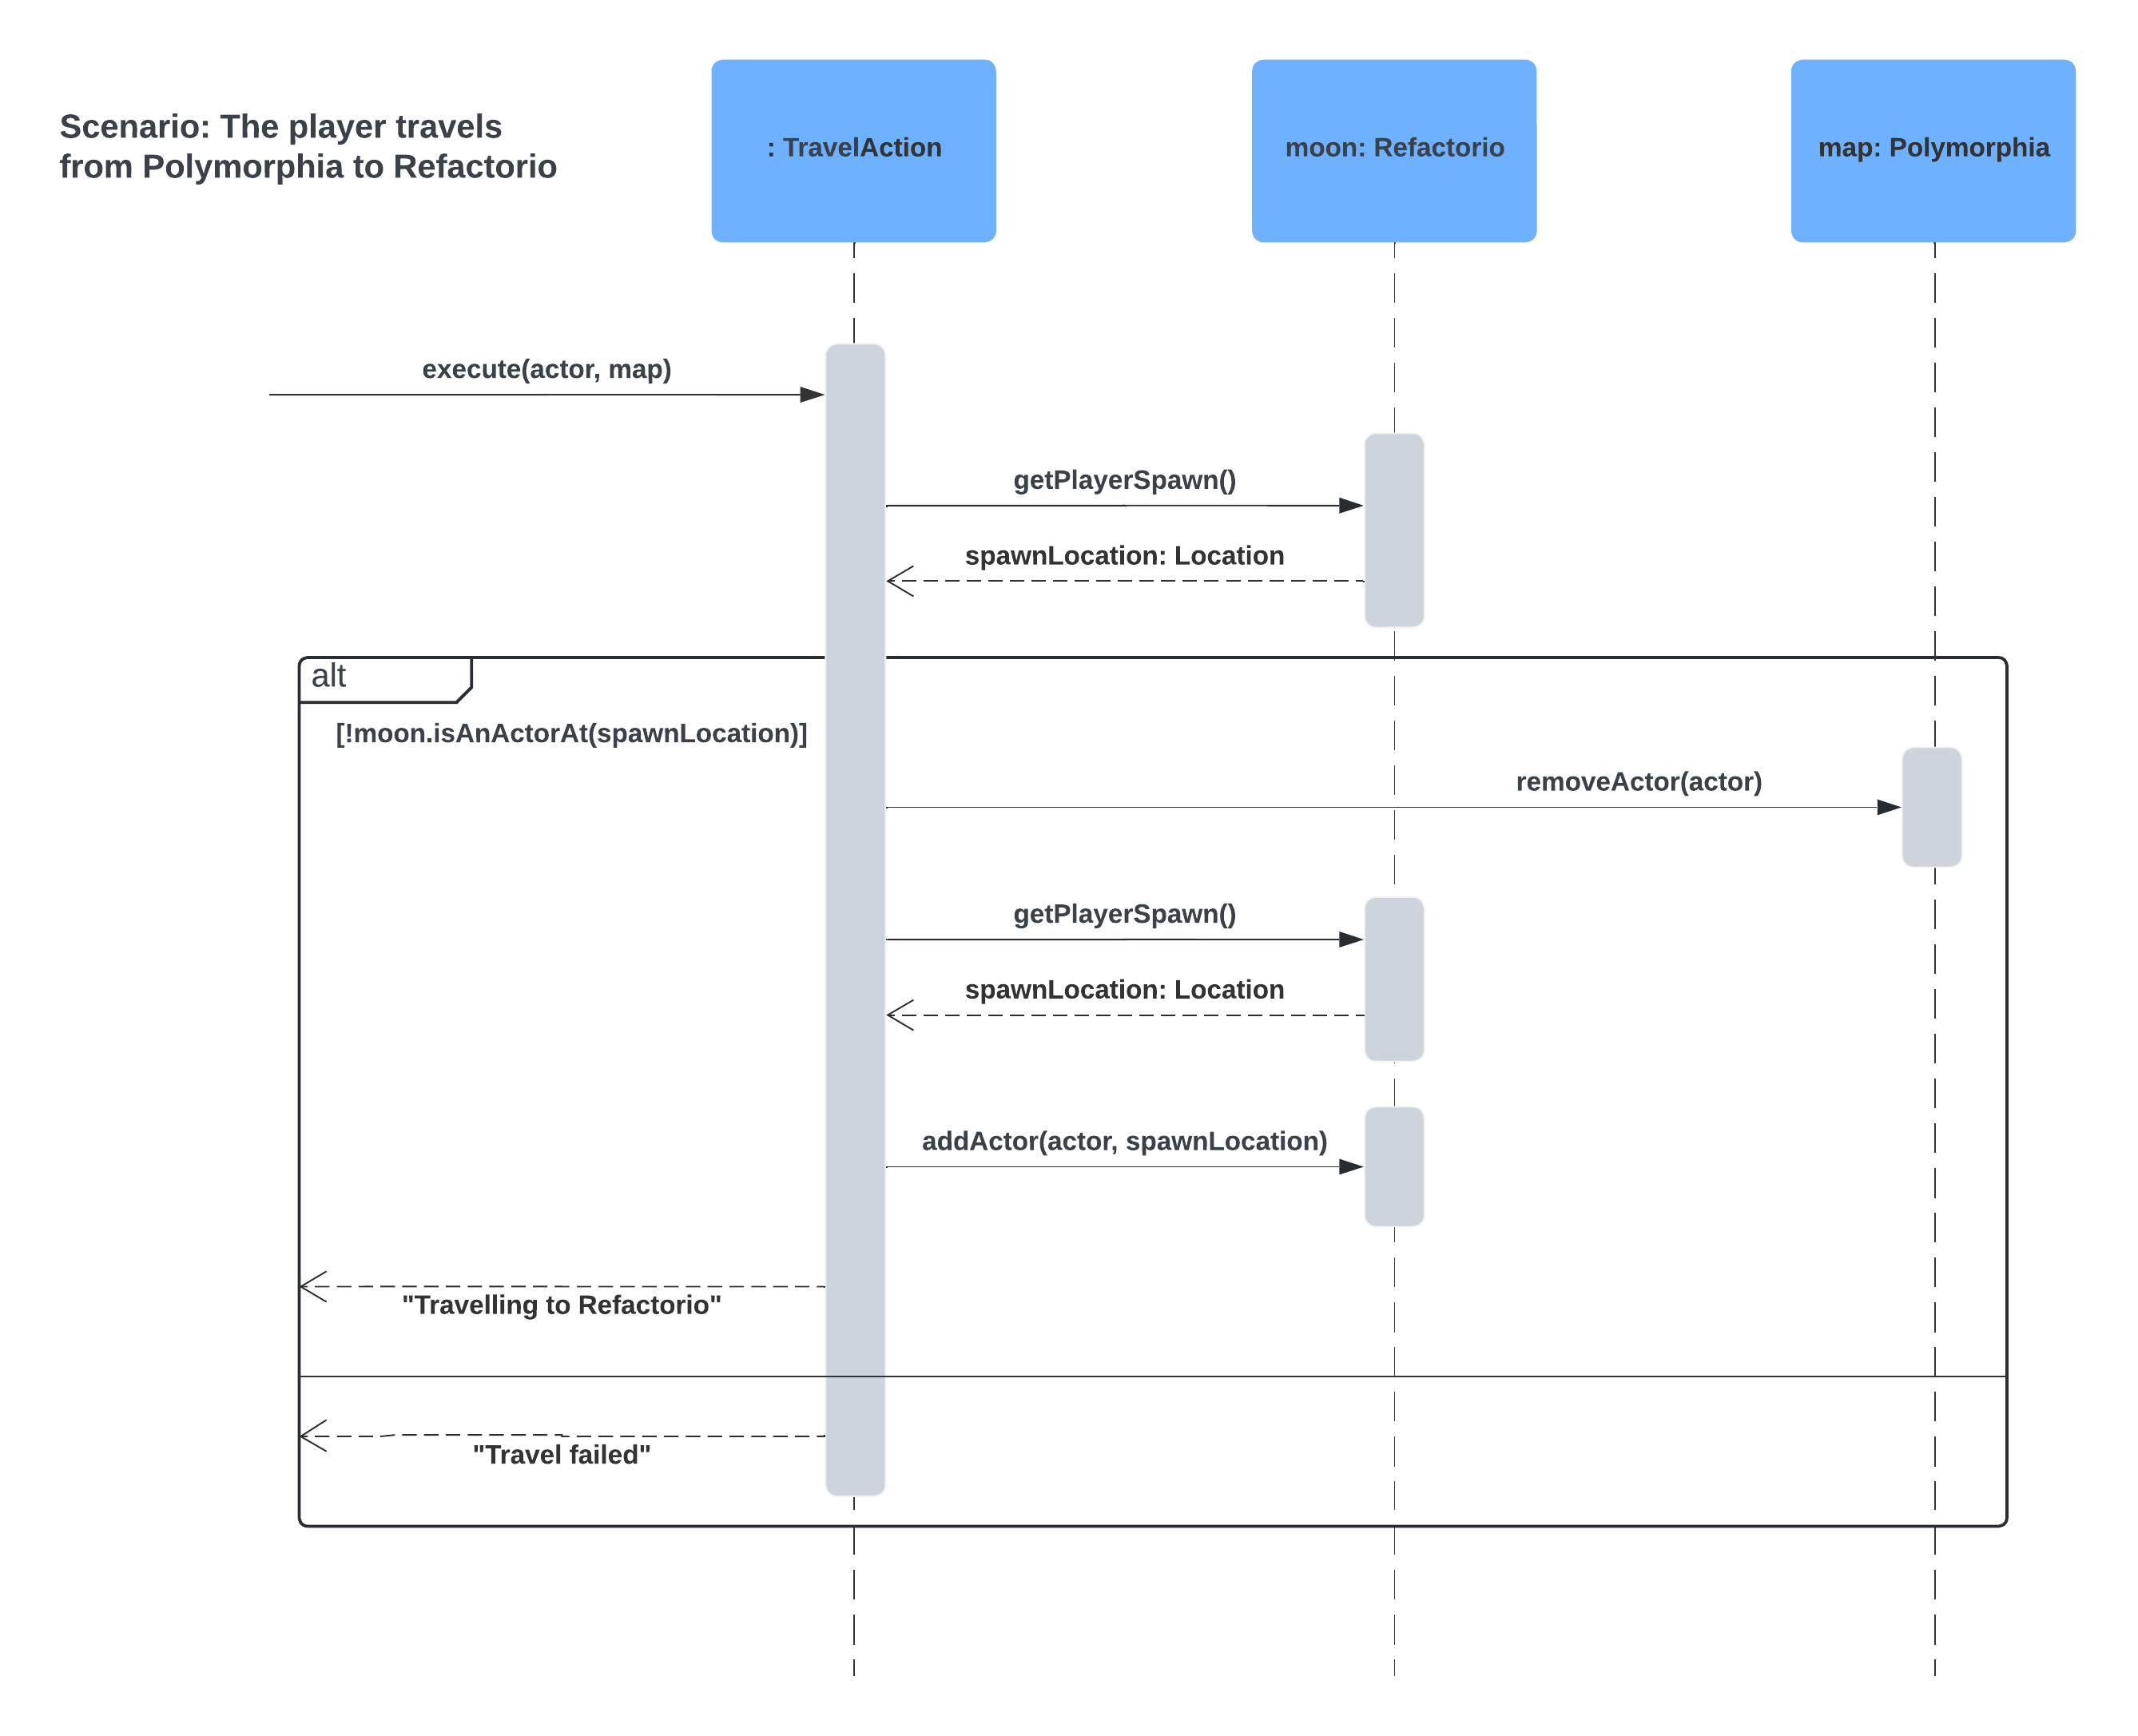 Scenario: The player travels
from Polymorphia to Refactorio
: TravelAction
moon: Refactorio
map: Polymorphia
execute(actor, map)
getPlayerSpawn()
spawnLocation: Location
alt
[!moon.isAnActorAt(spawnLocation)]
removeActor(actor)
getPlayerSpawn()
spawnLocation: Location
addActor(actor, spawnLocation)
"Travelling to Refactorio"
"Travel failed"